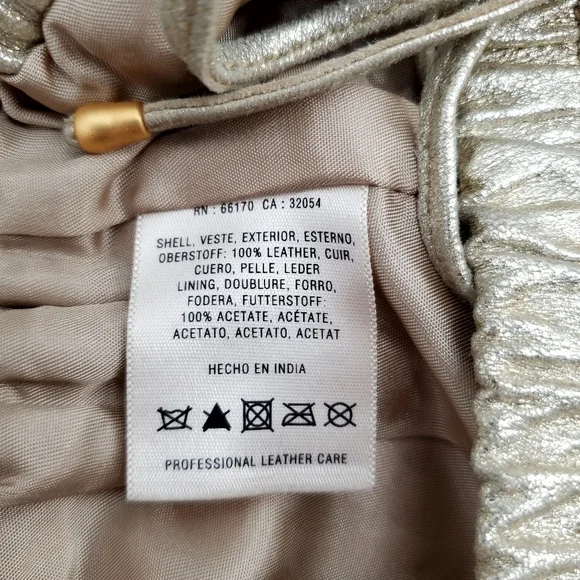 RN : 66170 CA : 32054
SHELL, VESTE, EXTERIOR, ESTERNO,
OBERSTOFF: 100% LEATHER, CUIR,
CUERO, PELLE, LEDER
LINING, DOUBLURE, FORRO,
FODERA, FUTTERSTOFF:
100% ACETATE, ACÉTATE,
ACETATO, ACETATO, ACETAT
HECHO EN INDIA
PROFESSIONAL LEATHER CARE